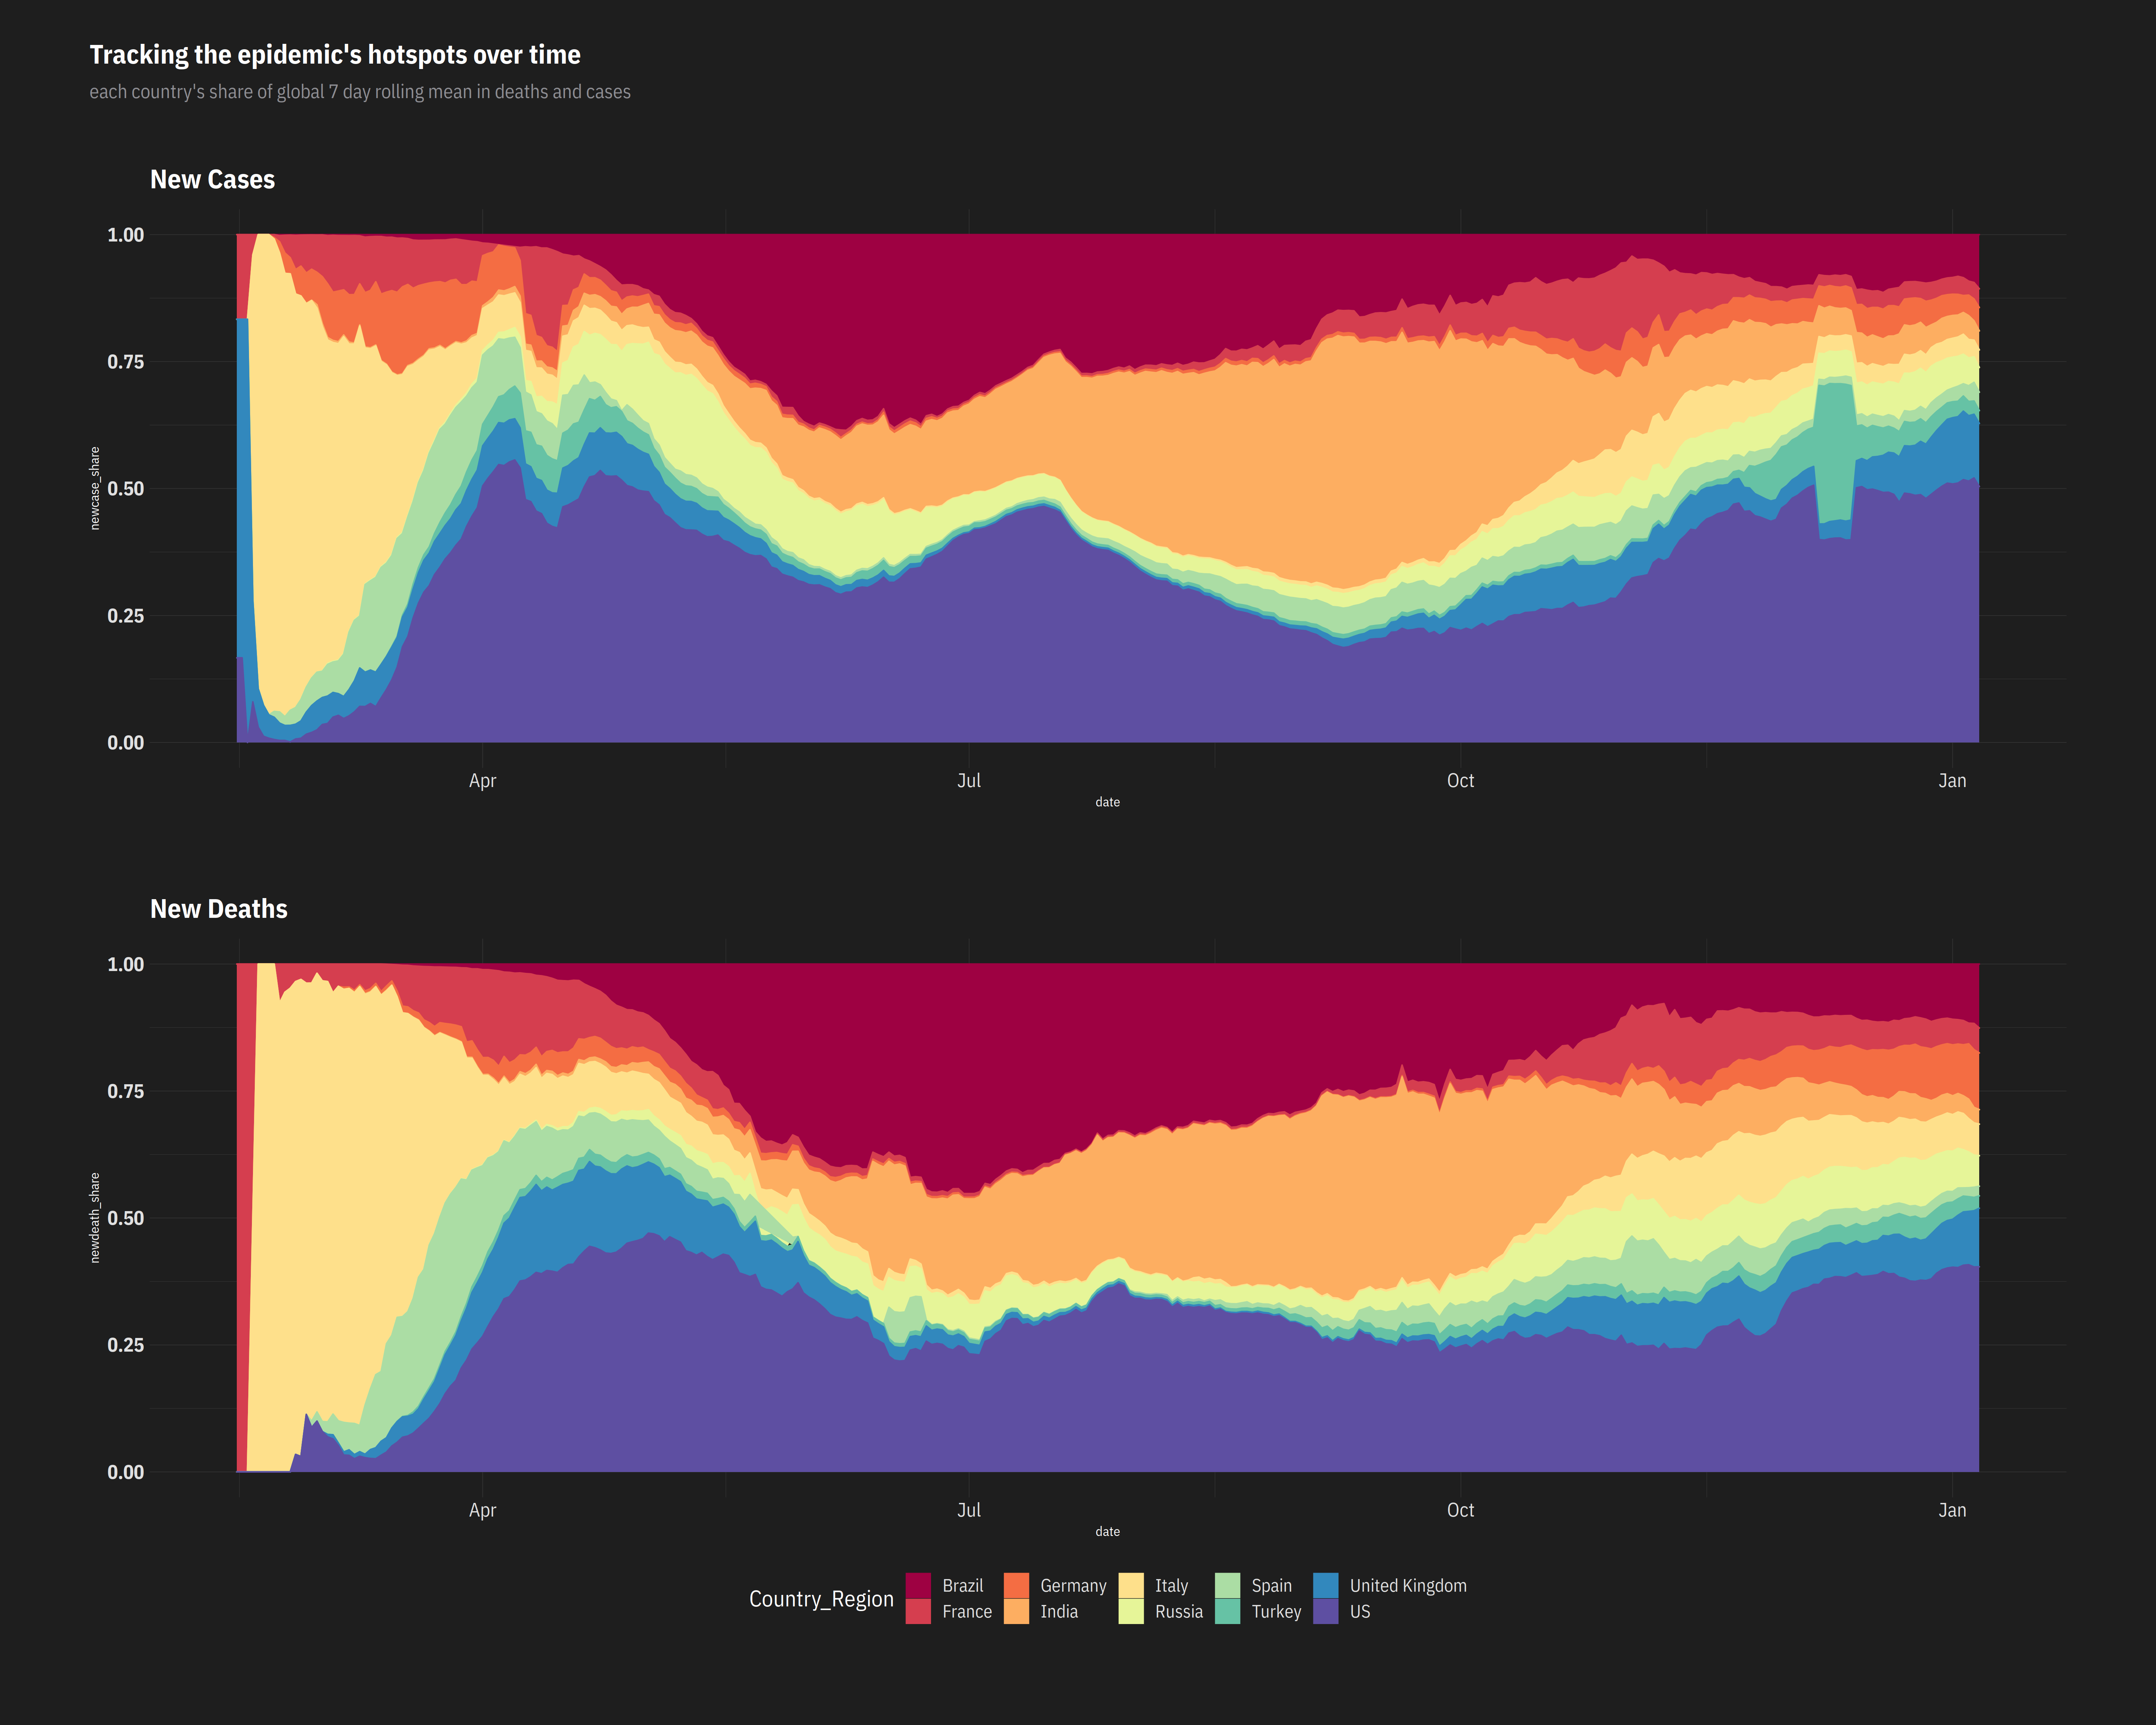 Tracking the epidemic's hotspots over time
each country's share of global 7 day rolling mean in deaths and cases
New Cases
1.00
0.75
0.50
0.25
0.00
newcase_share
Apr
Jul
Oct
Jan
date
New Deaths
1.00
0.75
0.50
0.25
0.00
newdeath_share
Apr
Jul
Oct
Jan
date
Country_Region
Brazil
Germany
Italy
Spain
United Kingdom
France
India
Russia
Turkey
US